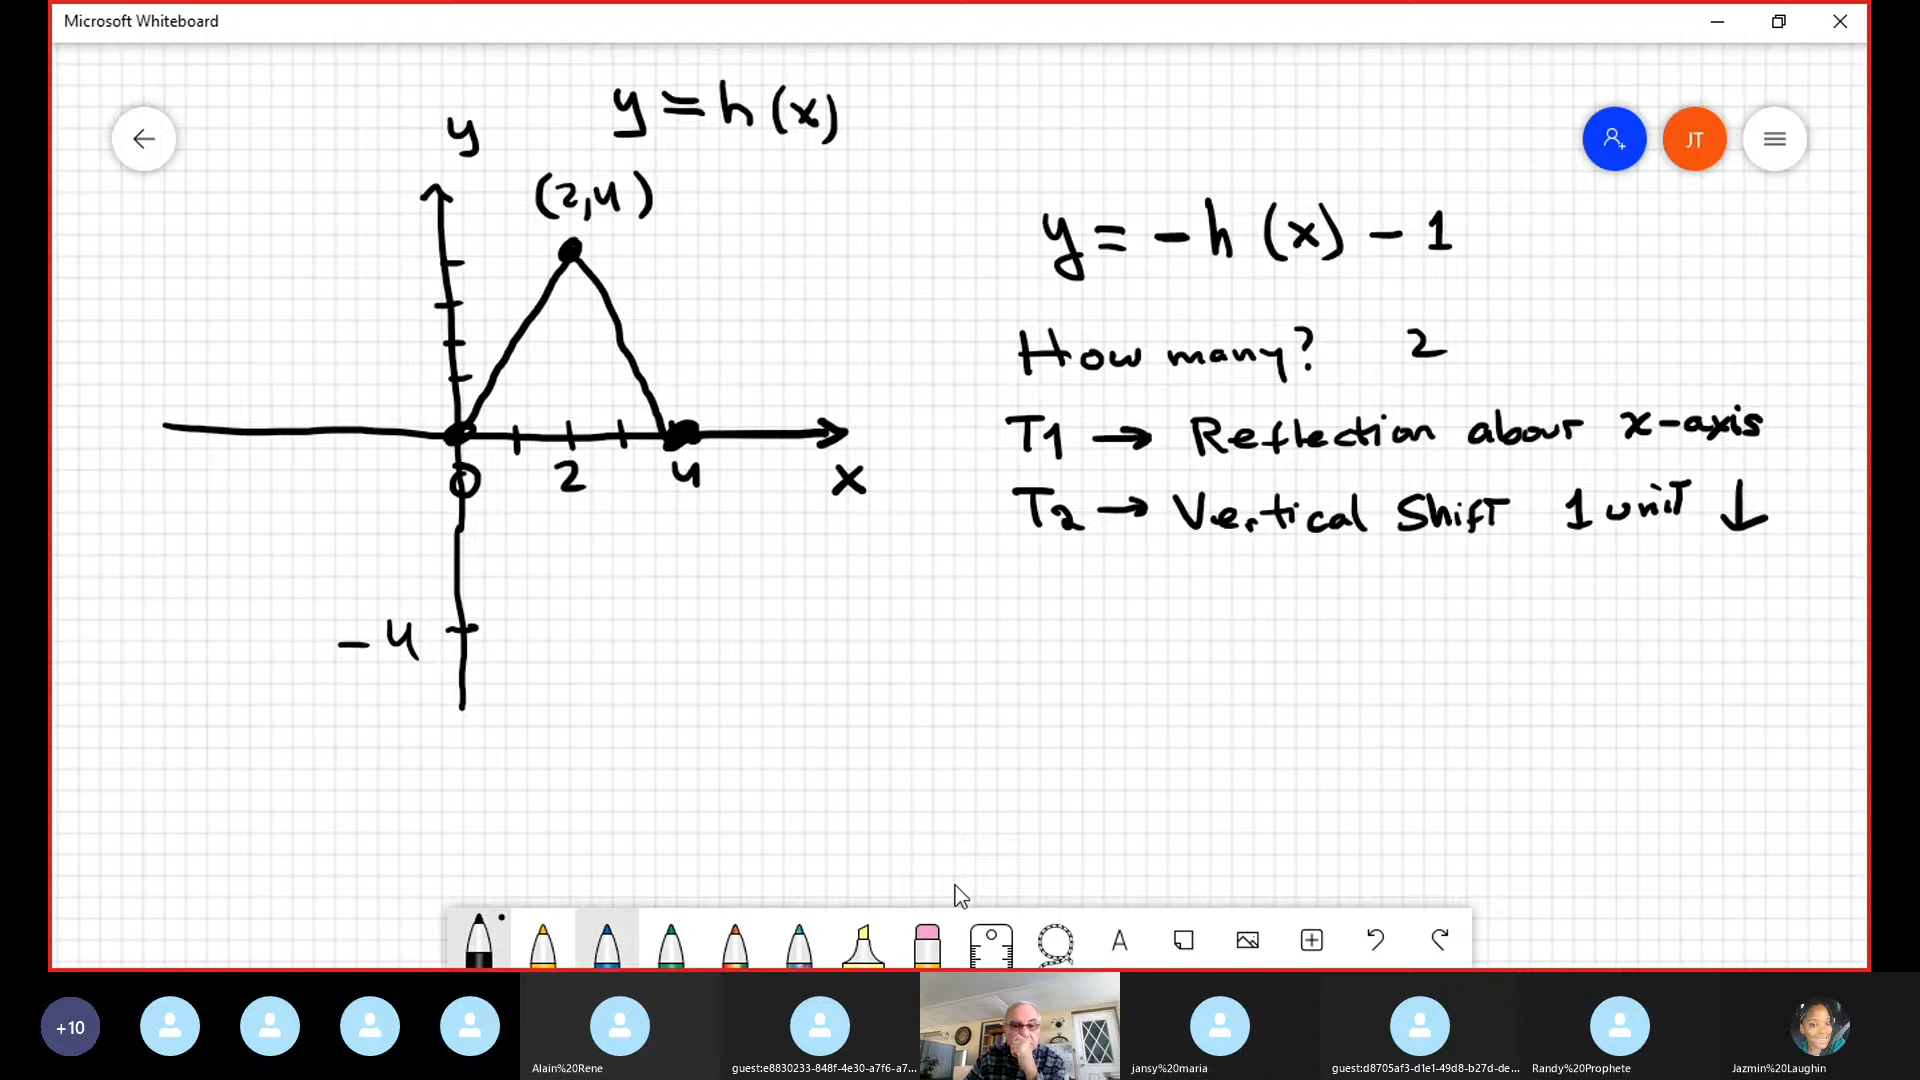 Microsoft Whiteboard
y = h (x)
y
(2,4)
0
2
4
x
-4
y = -h (x) - 1
How many? 2
T1 → Reflection about x-axis
T2 → Vertical Shift 1 unit ↓
JT
A
+10
Alain%20Rene
guest:e8830233-848f-4e30-a7f6-a7...
jansy%20maria
guest:d8705af3-d1e1-49d8-b27d-de...
Randy%20Prophete
Jazmin%20Laughin